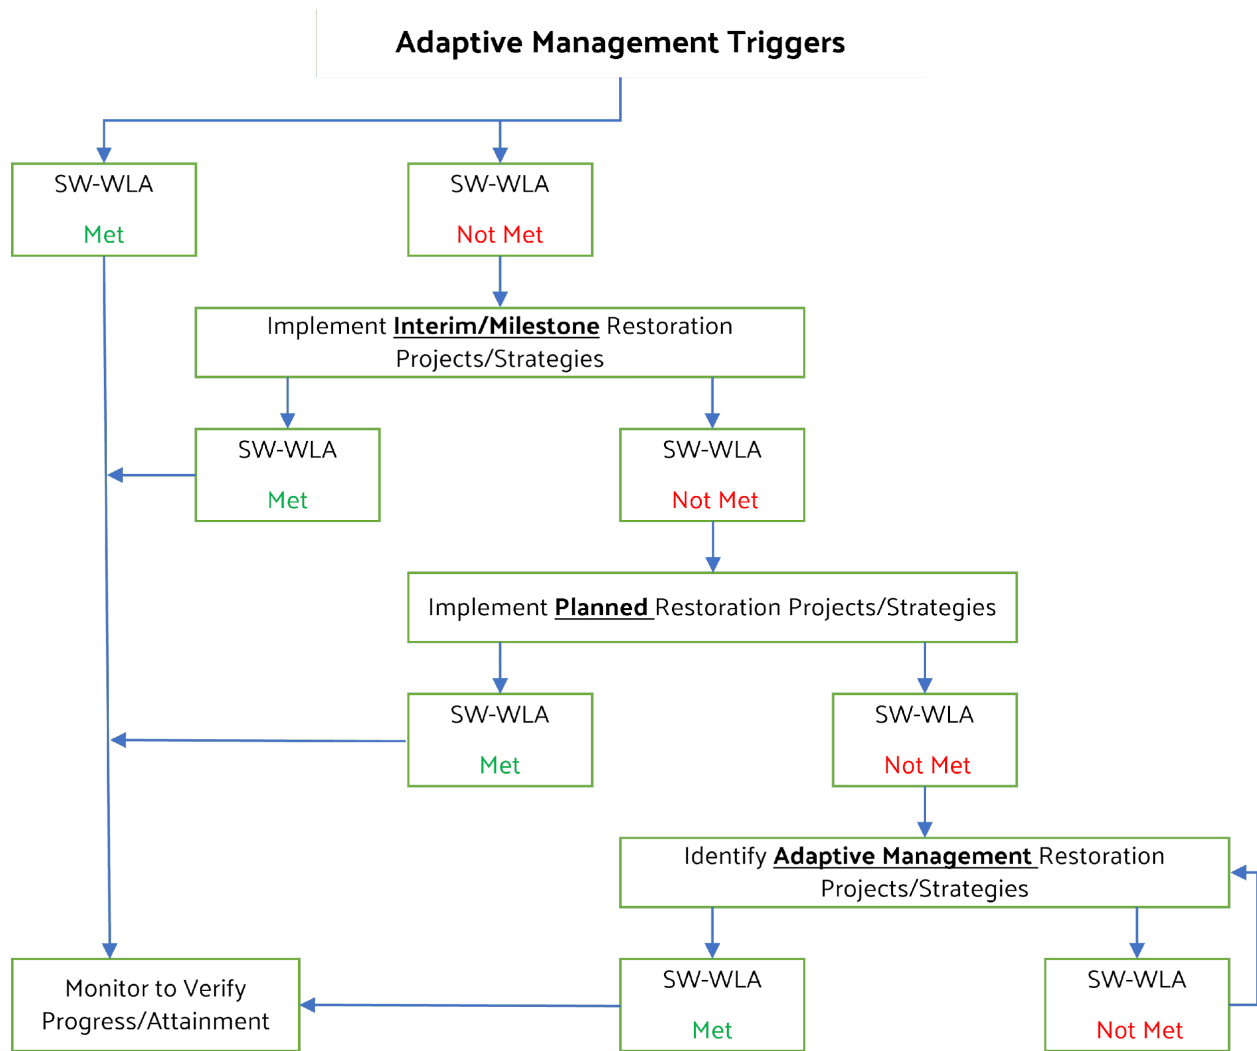 Adaptive Management Triggers
SW-WLA
Met
SW-WLA
Not Met
Implement Interim/Milestone Restoration
Projects/Strategies
SW-WLA
Met
SW-WLA
Not Met
Implement Planned Restoration Projects/Strategies
SW-WLA
Met
SW-WLA
Not Met
Identify Adaptive Management Restoration
Projects/Strategies
Monitor to Verify
Progress/Attainment
SW-WLA
Met
SW-WLA
Not Met